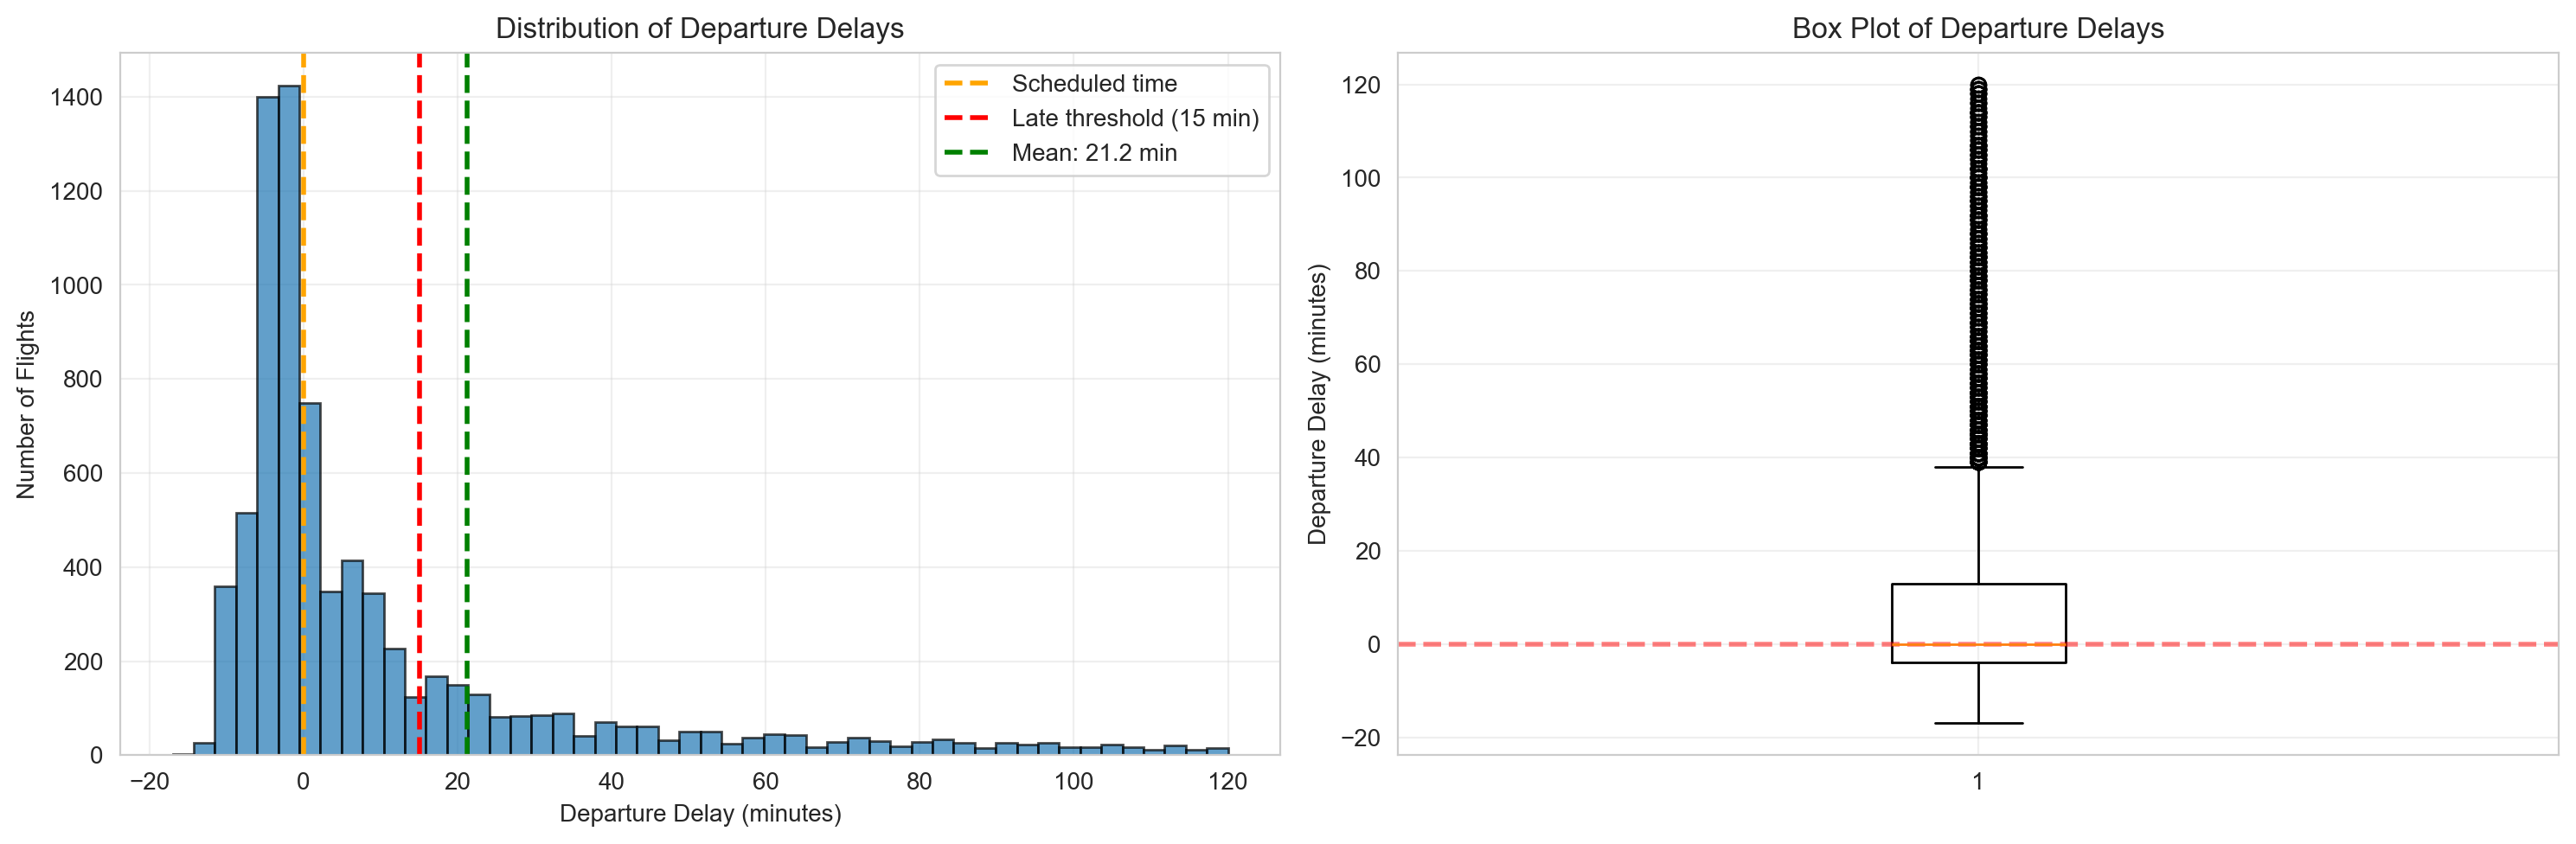 Distribution of Departure Delays
Number of Flights
1400
1200
1000
800
600
400
200
0
−20 0 20 40 60 80 100 120
Departure Delay (minutes)
Scheduled time
Late threshold (15 min)
Mean: 21.2 min
Box Plot of Departure Delays
Departure Delay (minutes)
120
100
80
60
40
20
0
−20
1